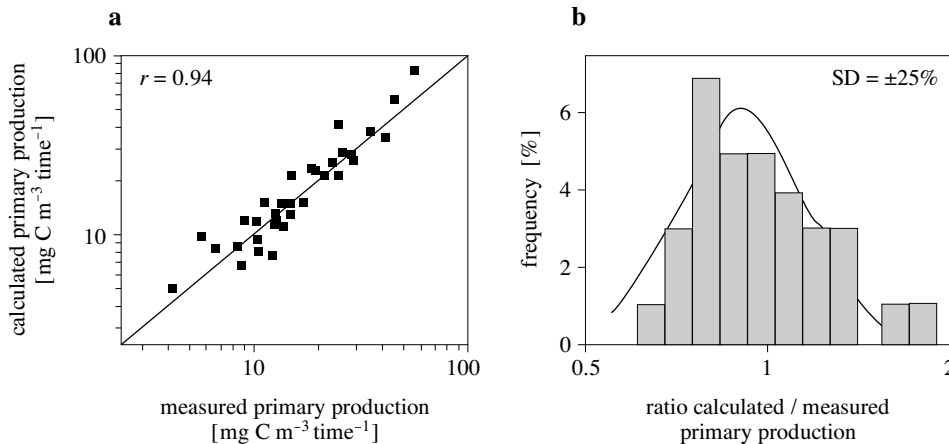 a
calculated primary production
[mg C m⁻³ time⁻¹]
100
10
r = 0.94
10
100
measured primary production
[mg C m⁻³ time⁻¹]
b
frequency [%]
6
4
2
0
SD = ±25%
0.5
1
2
ratio calculated / measured
primary production